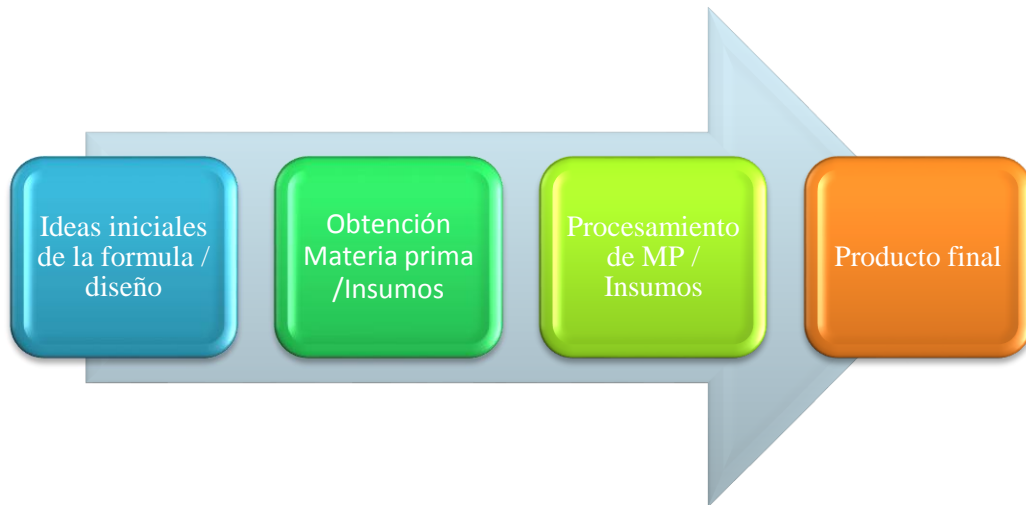 Ideas iniciales
de la formula /
diseño
Obtención
Materia prima
/Insumos
Procesamiento
de MP /
Insumos
Producto final